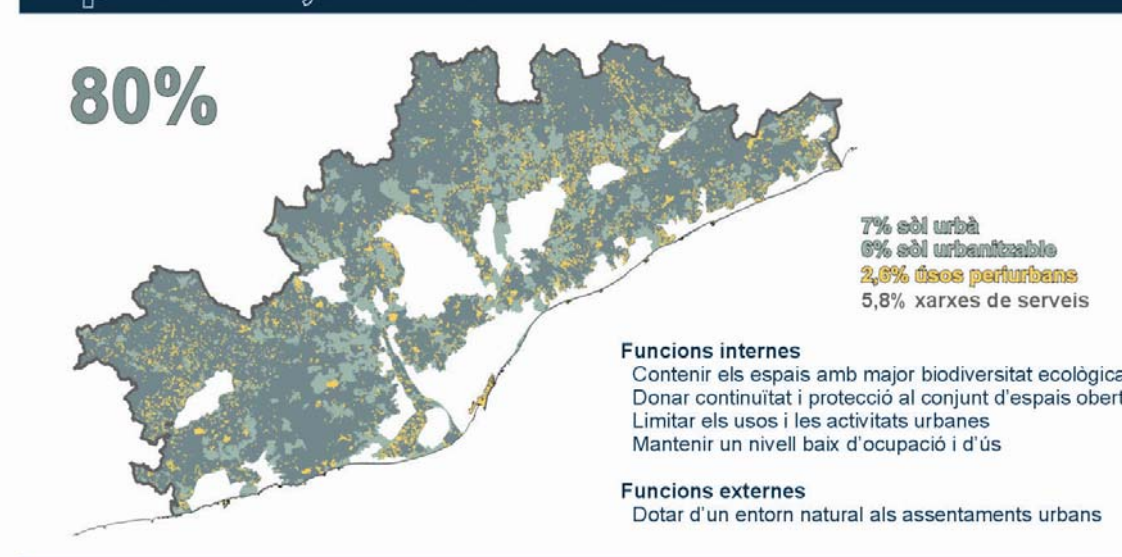 80%
7% sòl urbà
6% sòl urbanitzable
2,6% úsos periurbans
5,8% xarxes de serveis
Funcions internes
Contenir els espais amb major biodiversitat ecològica
Donar continuïtat i protecció al conjunt d'espais obert
Limitar els usos i les activitats urbanes
Mantenir un nivell baix d'ocupació i d'ús
Funcions externes
Dotar d'un entorn natural als assentaments urbans